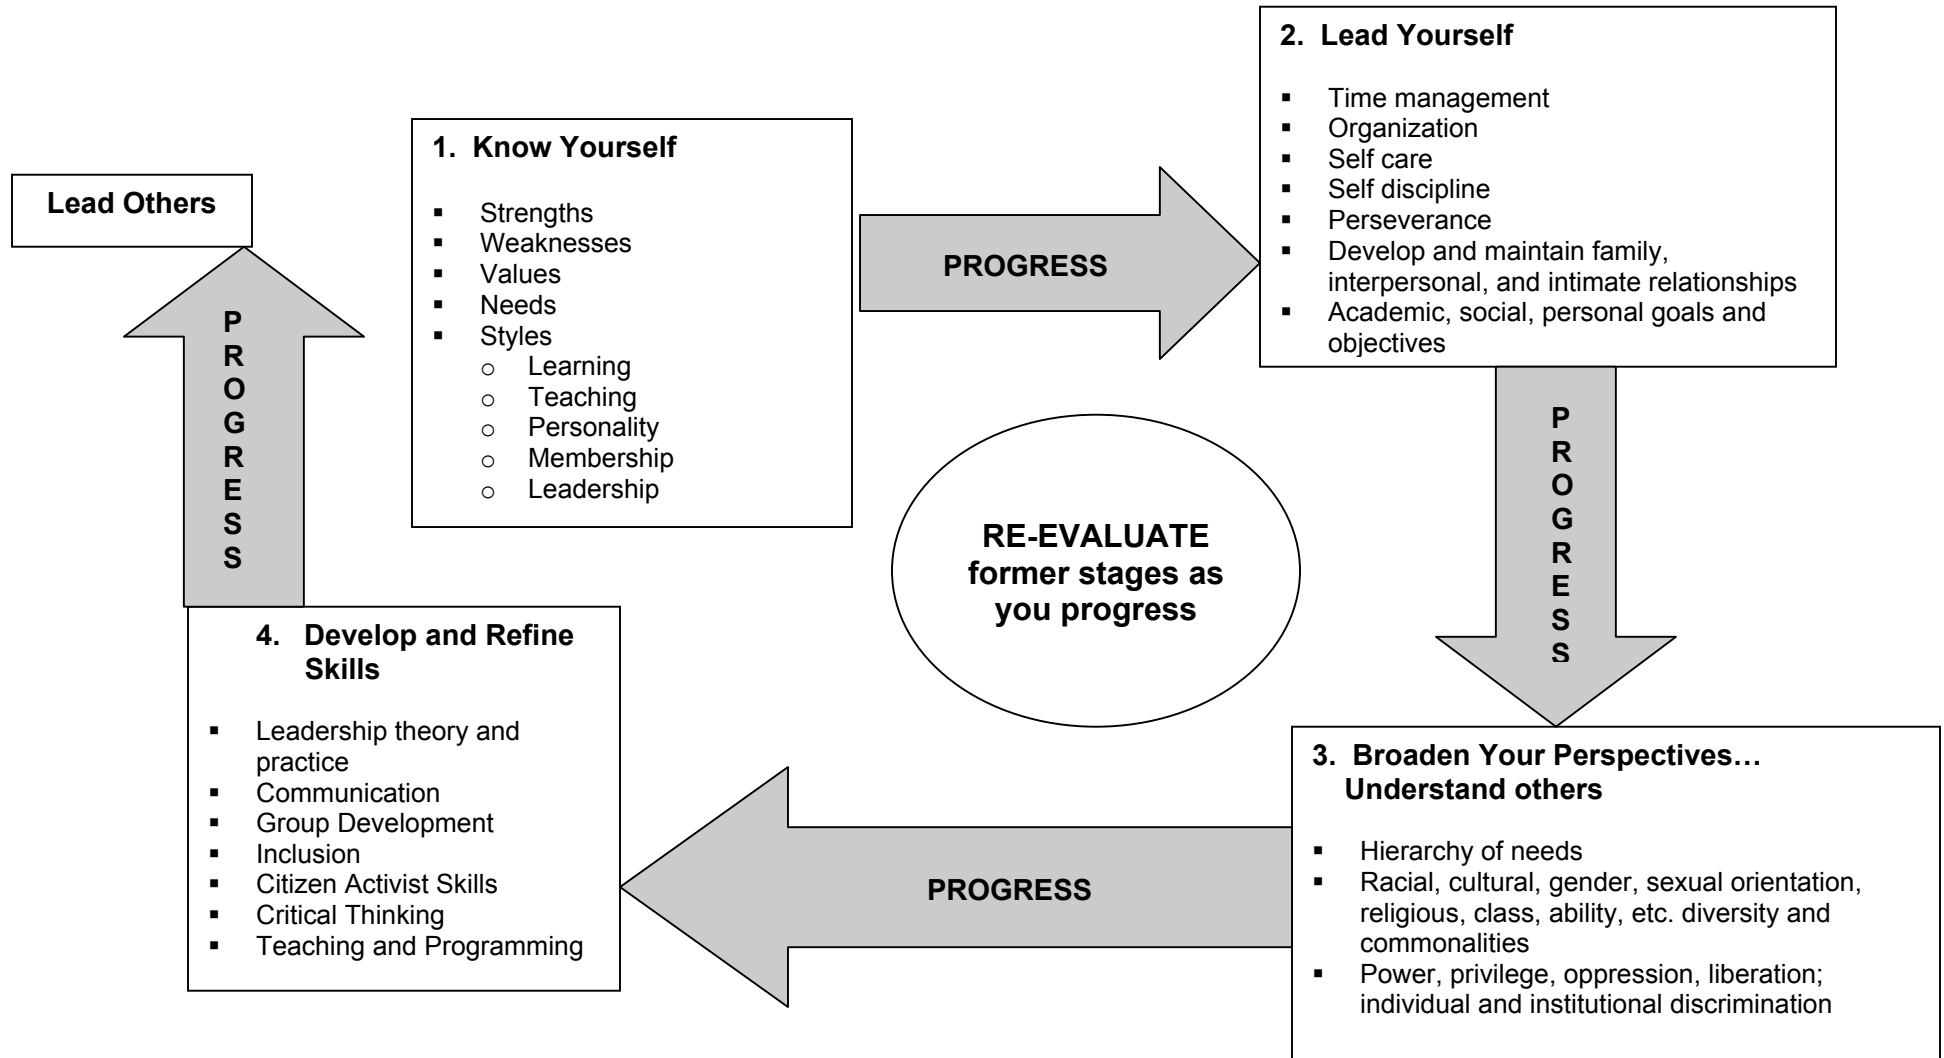 Lead Others
1. Know Yourself
▪ Strengths
▪ Weaknesses
▪ Values
▪ Needs
▪ Styles
o Learning
o Teaching
o Personality
o Membership
o Leadership
PROGRESS
2. Lead Yourself
▪ Time management
▪ Organization
▪ Self care
▪ Self discipline
▪ Perseverance
▪ Develop and maintain family,
interpersonal, and intimate relationships
▪ Academic, social, personal goals and
objectives
P
R
O
G
R
E
S
S
3. Broaden Your Perspectives…
Understand others
▪ Hierarchy of needs
▪ Racial, cultural, gender, sexual orientation,
religious, class, ability, etc. diversity and
commonalities
▪ Power, privilege, oppression, liberation;
individual and institutional discrimination
PROGRESS
4. Develop and Refine
Skills
▪ Leadership theory and
practice
▪ Communication
▪ Group Development
▪ Inclusion
▪ Citizen Activist Skills
▪ Critical Thinking
▪ Teaching and Programming
P
R
O
G
R
E
S
S
RE-EVALUATE
former stages as
you progress